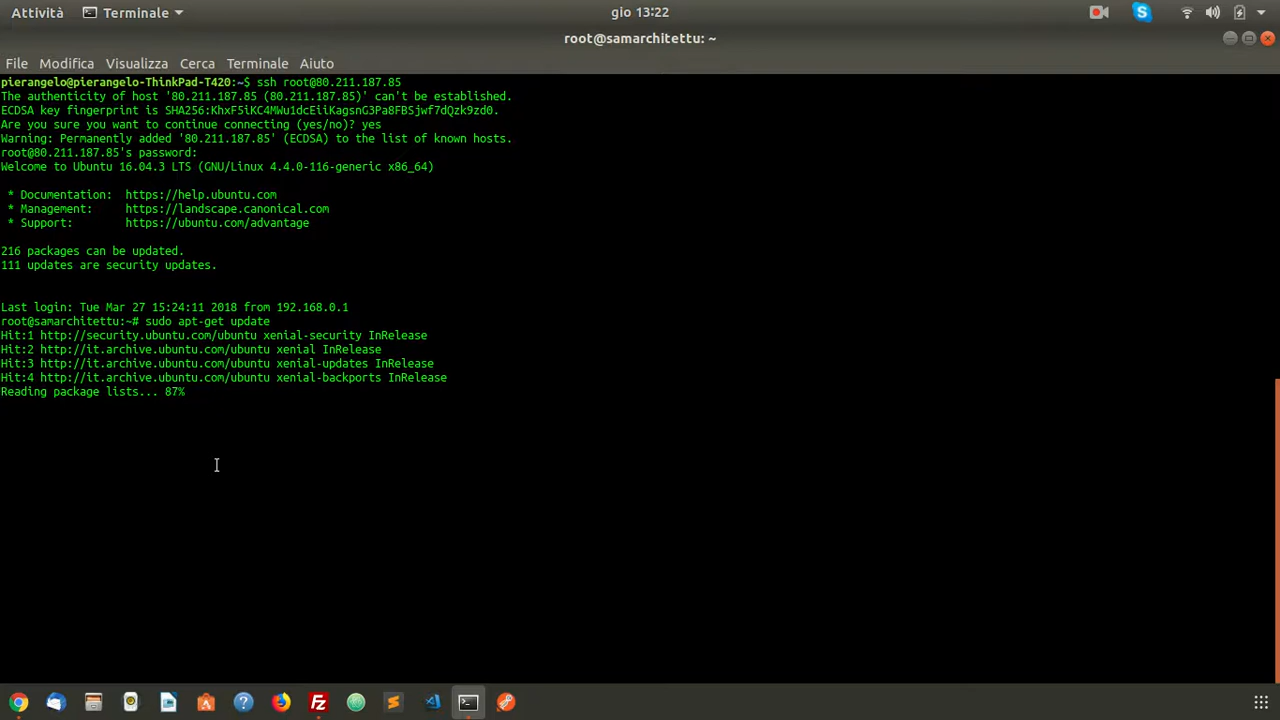 Attività
Terminale
gio 13:22
root@samarchitettu: ~
File Modifica Visualizza Cerca Terminale Aiuto
pierangelo@pierangelo-ThinkPad-T420:~$ ssh root@80.211.187.85
The authenticity of host '80.211.187.85 (80.211.187.85)' can't be established.
ECDSA key fingerprint is SHA256:KhxF5iKC4MWu1dcEiiKagsnG3Pa8FBSjwf7dQzk9zd0.
Are you sure you want to continue connecting (yes/no)? yes
Warning: Permanently added '80.211.187.85' (ECDSA) to the list of known hosts.
root@80.211.187.85's password:
Welcome to Ubuntu 16.04.3 LTS (GNU/Linux 4.4.0-116-generic x86_64)
* Documentation:  https://help.ubuntu.com
* Management:     https://landscape.canonical.com
* Support:        https://ubuntu.com/advantage
216 packages can be updated.
111 updates are security updates.
Last login: Tue Mar 27 15:24:11 2018 from 192.168.0.1
root@samarchitettu:~# sudo apt-get update
Hit:1 http://security.ubuntu.com/ubuntu xenial-security InRelease
Hit:2 http://it.archive.ubuntu.com/ubuntu xenial InRelease
Hit:3 http://it.archive.ubuntu.com/ubuntu xenial-updates InRelease
Hit:4 http://it.archive.ubuntu.com/ubuntu xenial-backports InRelease
Reading package lists... 87%